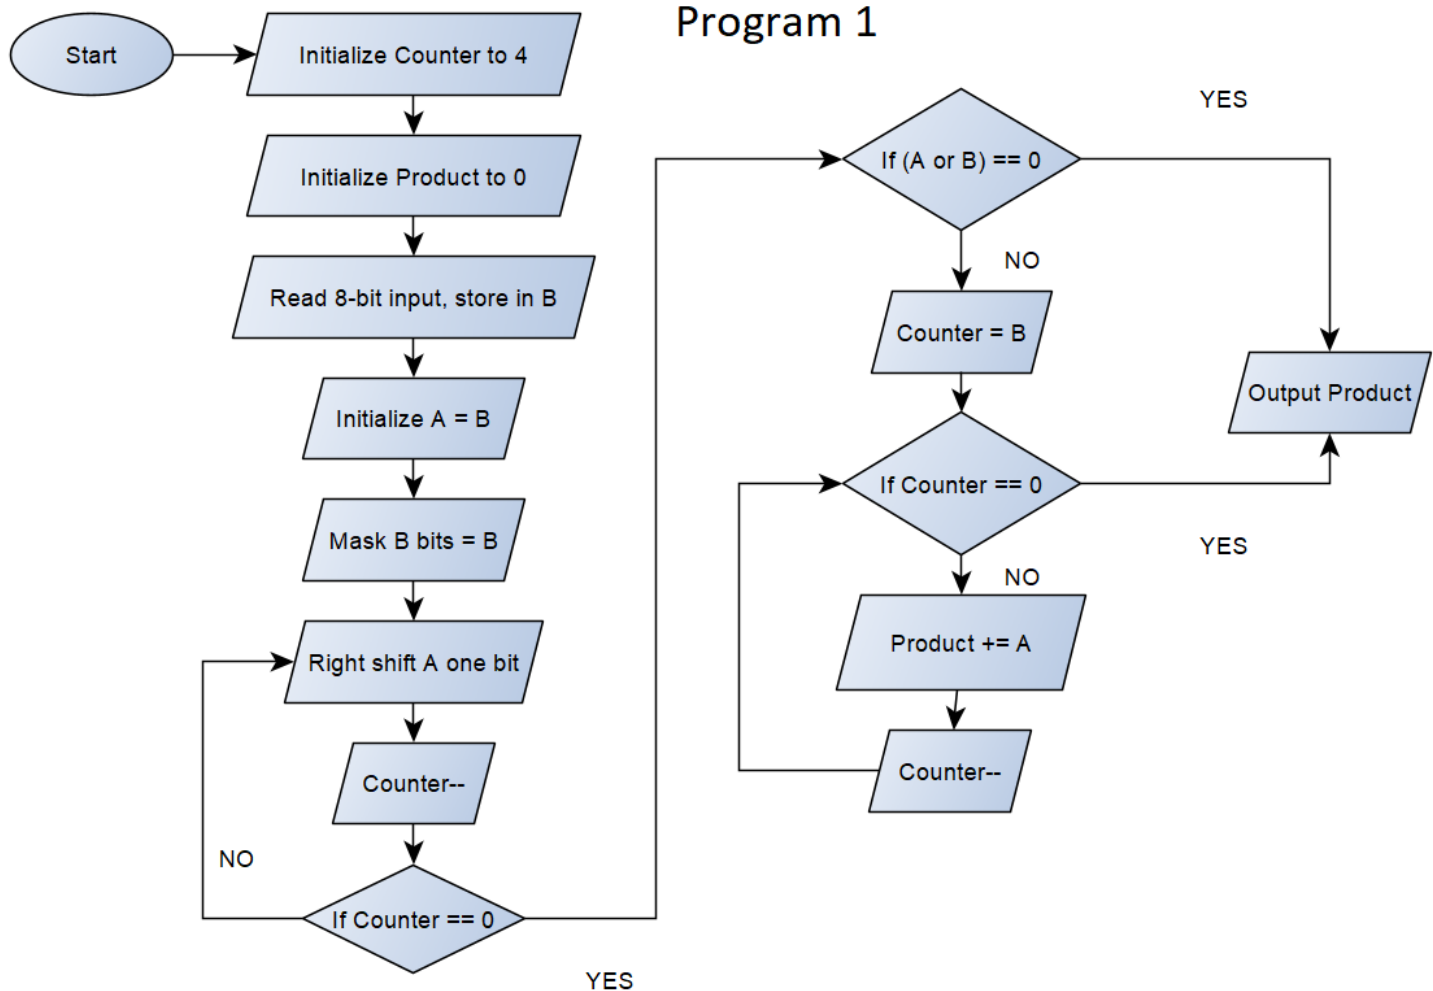 Program 1
Start
Initialize Counter to 4
Initialize Product to 0
Read 8-bit input, store in B
Initialize A = B
Mask B bits = B
Right shift A one bit
Counter--
NO
If Counter == 0
YES
If (A or B) == 0
YES
NO
Counter = B
Output Product
If Counter == 0
YES
NO
Product += A
Counter--